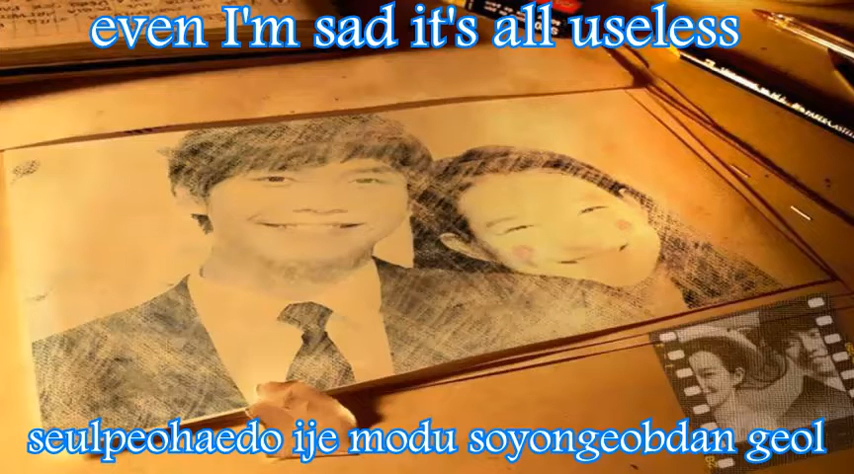 even I'm sad it's all useless
seulpeohaedo ije modu soyongeobdan geol